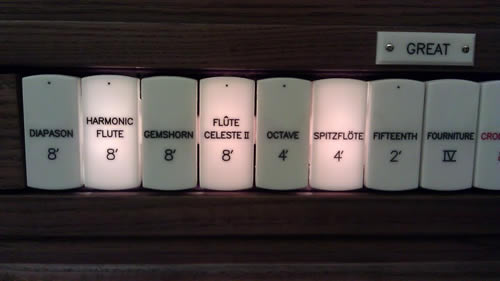 GREAT
DIAPASON
8'
HARMONIC
FLUTE
8'
GEMSHORN
8'
FLÛTE
CELESTE II
8'
OCTAVE
4'
SPITZFLÖTE
4'
FIFTEENTH
2'
FOURNITURE
IV